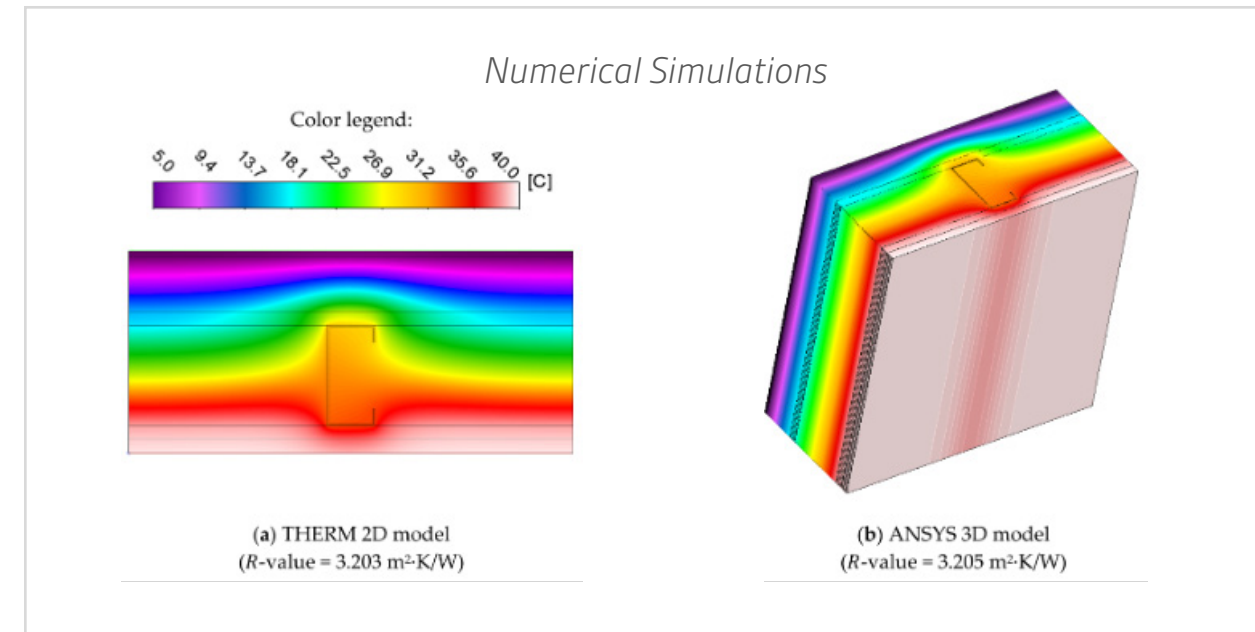 Numerical Simulations
Color legend:
5.0 9.4 13.7 18.1 22.5 26.9 31.2 35.6 40.0 [C]
(a) THERM 2D model
(R-value = 3.203 m²·K/W)
(b) ANSYS 3D model
(R-value = 3.205 m²·K/W)